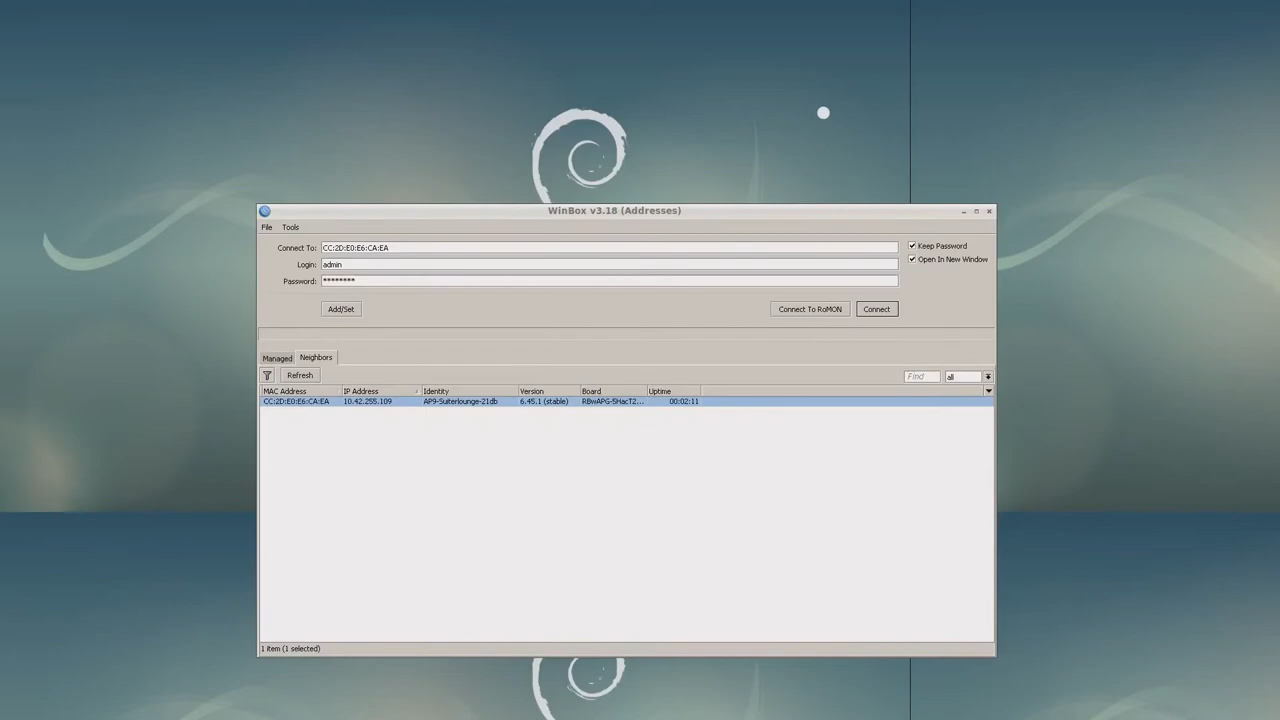 WinBox v3.18 (Addresses)
File Tools
Connect To: CC:2D:E0:E6:CA:EA
Keep Password
Login: admin
Open In New Window
Password: ********
Add/Set
Connect To RoMON
Connect
Managed Neighbors
Refresh
Find
all
MAC Address IP Address Identity Version Board Uptime
CC:2D:E0:E6:CA:EA 10.42.255.109 AP9-Suiterlounge-21db 6.45.1 (stable) RBwAPG-5HacT2... 00:02:11
1 item (1 selected)